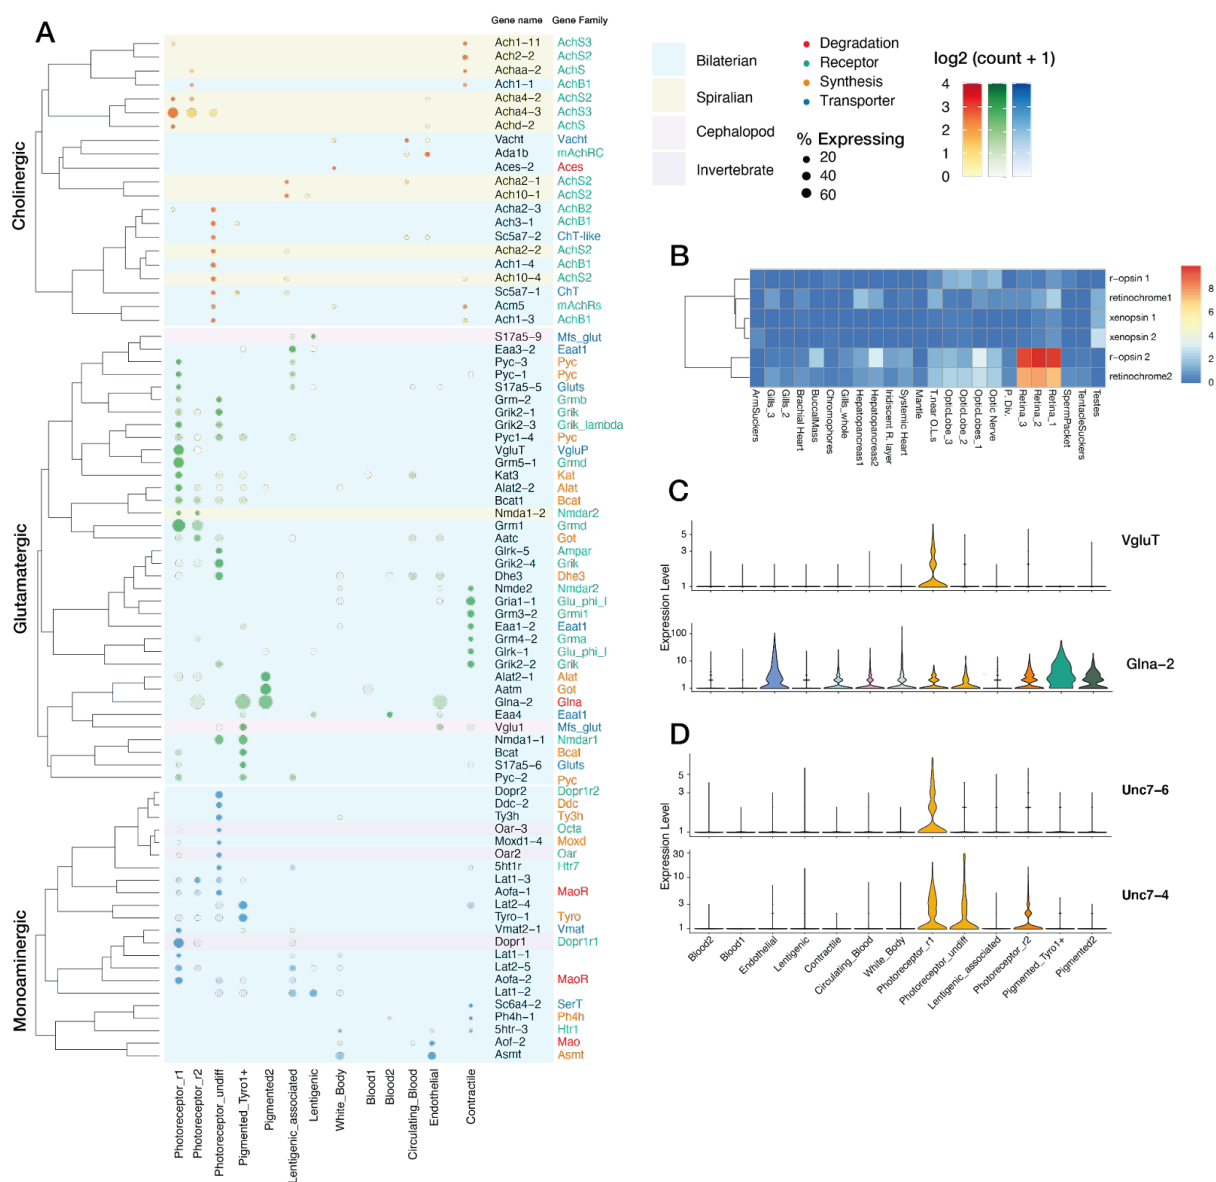 A
Gene name Gene Family
Cholinergic
Ach1-11 AchS3
Ach2-2 AchS2
Achaa-2 AchS
Ach1-1 AchB1
Acha4-2 AchS2
Acha4-3 AchS3
Achd-2 AchS
Vacht Vacht
Ada1b mAchRC
Aces-2 Aces
Acha2-1 AchS2
Ach10-1 AchS2
Acha2-3 AchB2
Ach3-1 AchB1
Sc5a7-2 ChT-like
Acha2-2 AchS2
Ach1-4 AchB1
Ach10-4 AchS2
Sc5a7-1 ChT
Acm5 mAchRs
Ach1-3 AchB1
Glutamatergic
S17a5-9 Mfs_glut
Eaa3-2 Eaat1
Pyc-3 Pyc
Pyc-1 Pyc
S17a5-5 Gluts
Grm-2 Grmb
Grik2-1 Grik
Grik2-3 Grik_lambda
Pyc1-4 Pyc
VgluT VgluP
Grm5-1 Grmd
Kat3 Kat
Alat2-2 Alat
Bcat1 Bcat
Nmda1-2 Nmdar2
Grm1 Grmd
Aatc Got
Glrk-5 Ampar
Grik2-4 Grik
Dhe3 Dhe3
Nmde2 Nmdar2
Gria1-1 Glu_phi_l
Grm3-2 Grmi1
Eaa1-2 Eaat1
Grm4-2 Grma
Glrk-1 Glu_phi_l
Grik2-2 Grik
Alat2-1 Alat
Aatm Got
Glna-2 Glna
Eaa4 Eaat1
Vglu1 Mfs_glut
Nmda1-1 Nmdar1
Bcat Bcat
S17a5-6 Gluts
Pyc-2 Pyc
Monoaminergic
Dopr2 Dopr1r2
Ddc-2 Ddc
Ty3h Ty3h
Oar-3 Octa
Moxd1-4 Moxd
Oar2 Oar
5ht1r Htr7
Lat1-3
Aofa-1 MaoR
Lat2-4
Tyro-1 Tyro
Vmat2-1 Vmat
Dopr1 Dopr1r1
Lat1-1
Lat2-5
Aofa-2 MaoR
Lat1-2
Sc6a4-2 SerT
Ph4h-1 Ph4h
5htr-3 Htr1
Aof-2 Mao
Asmt Asmt
Photoreceptor_r1
Photoreceptor_r2
Photoreceptor_undiff
Pigmented_Tyro1+
Pigmented2
Lentigenic_associated
Lentigenic
White_Body
Blood1
Blood2
Circulating_Blood
Endothelial
Contractile
Bilaterian
Spiralian
Cephalopod
Invertebrate
Degradation
Receptor
Synthesis
Transporter
% Expressing
20
40
60
log2 (count + 1)
4
3
2
1
0
B
r-opsin 1
retinochrome1
xenopsin 1
xenopsin 2
r-opsin 2
retinochrome2
8
6
4
2
0
ArmSuckers
Gills_3
Gills_2
Brachial Heart
BuccalMass
Chromophores
Gills_whole
Hepatopancreas1
Hepatopancreas2
Iridiscent R. layer
Systemic Heart
Mantle
T.near O.L.s
OpticLobe_3
OpticLobe_2
OpticLobes_1
Optic Nerve
P. Div.
Retina_3
Retina_2
Retina_1
SpermPacket
TentacleSuckers
Testes
C
Expression Level
5
3
1
VgluT
Expression Level
100
10
1
Glna-2
D
Expression Level
5
3
1
Unc7-6
Expression Level
30
10
3
1
Unc7-4
Blood2
Blood1
Endothelial
Lentigenic
Contractile
Circulating_Blood
White_Body
Photoreceptor_r1
Photoreceptor_undiff
Lentigenic_associated
Photoreceptor_r2
Pigmented_Tyro1+
Pigmented2